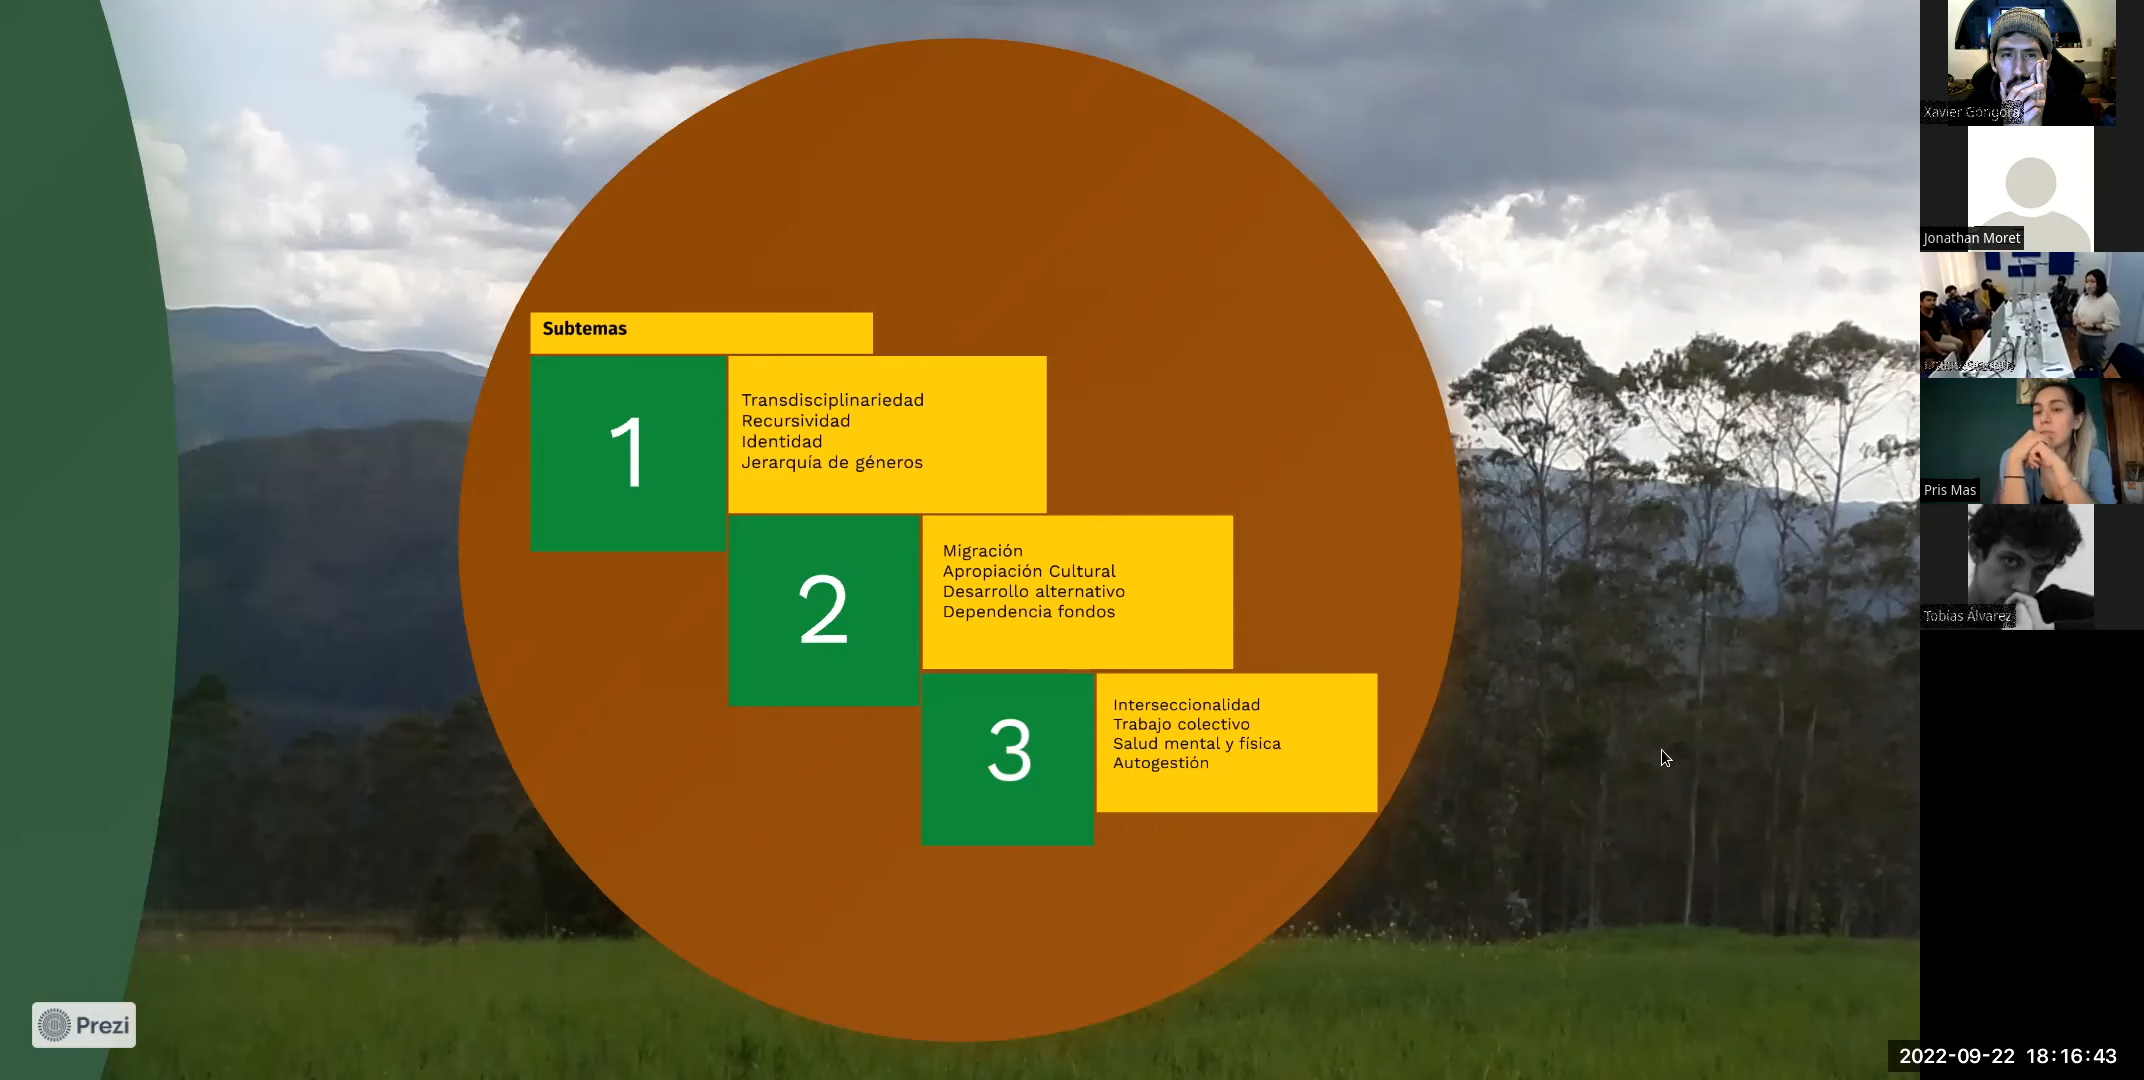 Subtemas
1
Transdisciplinariedad
Recursividad
Identidad
Jerarquía de géneros
2
Migración
Apropiación Cultural
Desarrollo alternativo
Dependencia fondos
3
Interseccionalidad
Trabajo colectivo
Salud mental y física
Autogestión
Prezi
Xavier Góngora
Jonathan Moret
Pris Mas
Tobías Álvarez
2022-09-22 18:16:43